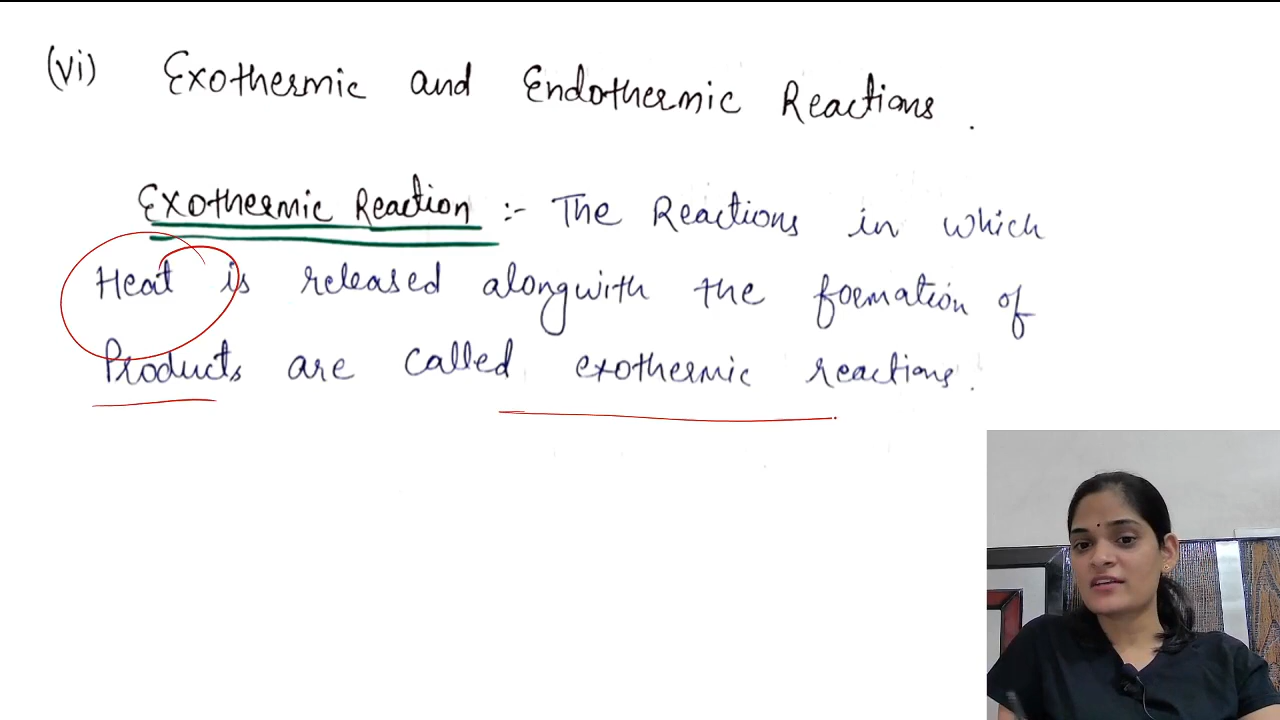 (vi) Exothermic and Endothermic Reactions.
Exothermic Reaction :- The Reactions in which
Heat is released alongwith the formation of
Products are called exothermic reactions.